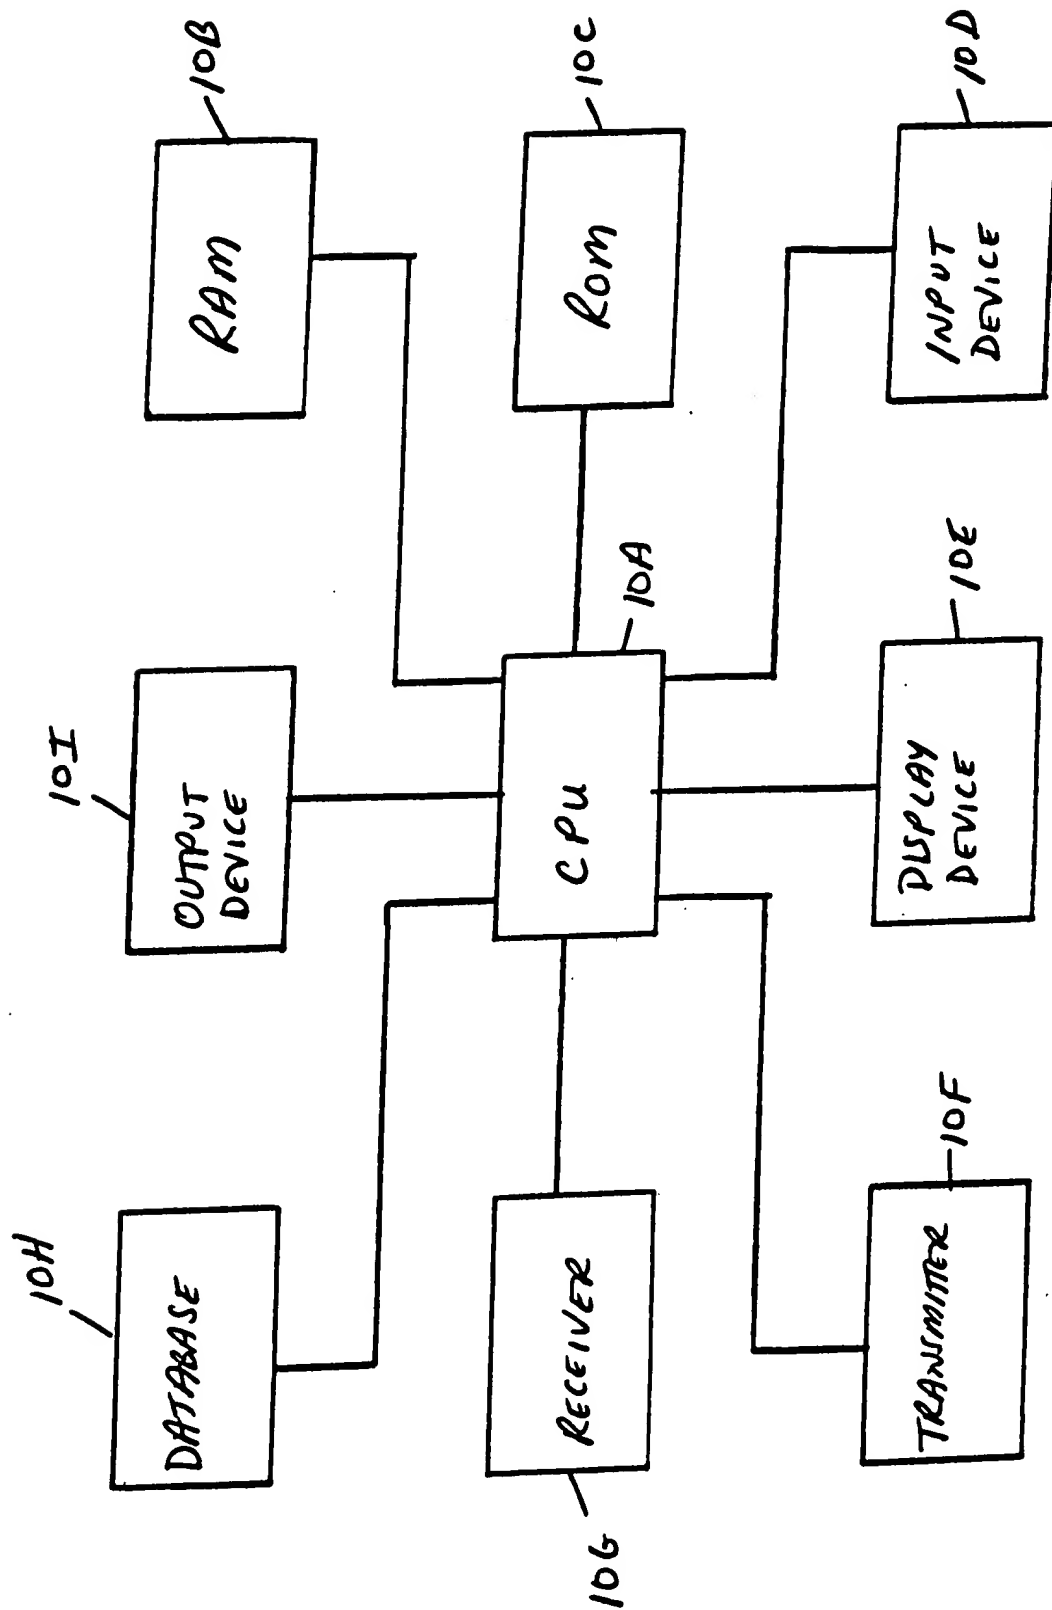 10H
DATABASE
10I
OUTPUT
DEVICE
10B
RAM
10G
RECEIVER
CPU
10A
ROM
10C
TRANSMITTER
10F
DISPLAY
DEVICE
10E
INPUT
DEVICE
10D